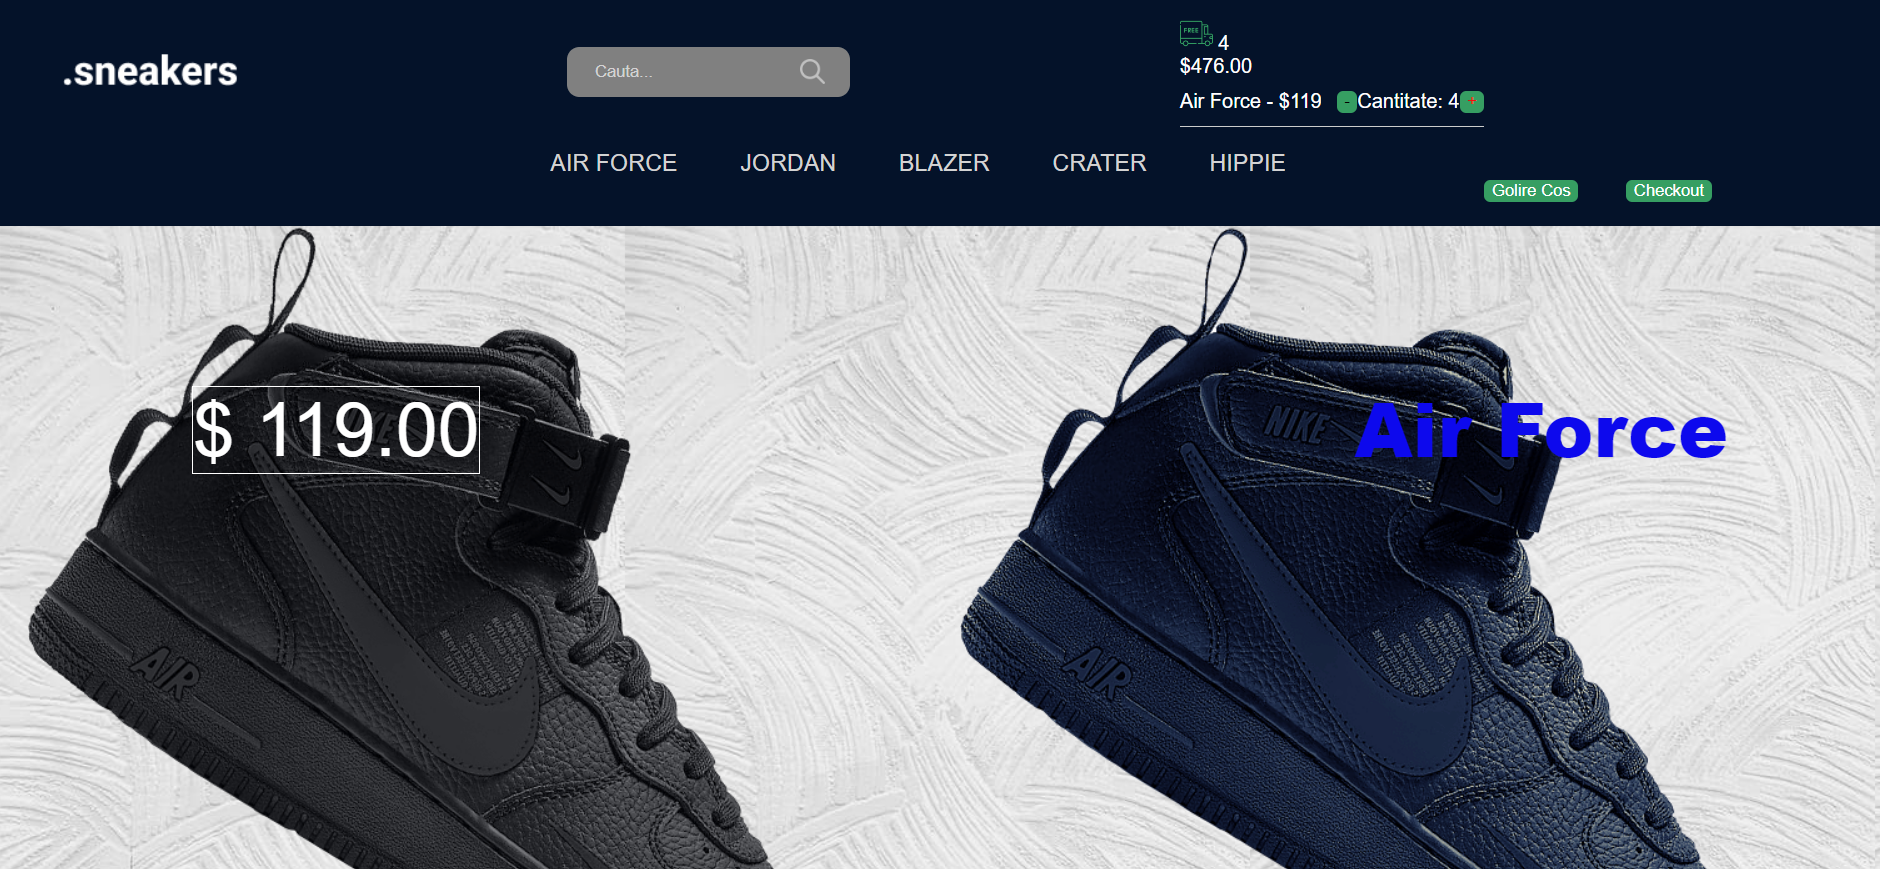 .sneakers
Cauta...
FREE
4
$476.00
Air Force - $119 - Cantitate: 4 +
AIR FORCE JORDAN BLAZER CRATER HIPPIE
Golire Cos Checkout
$ 119.00
Air Force
NIKE
AIR
AIR